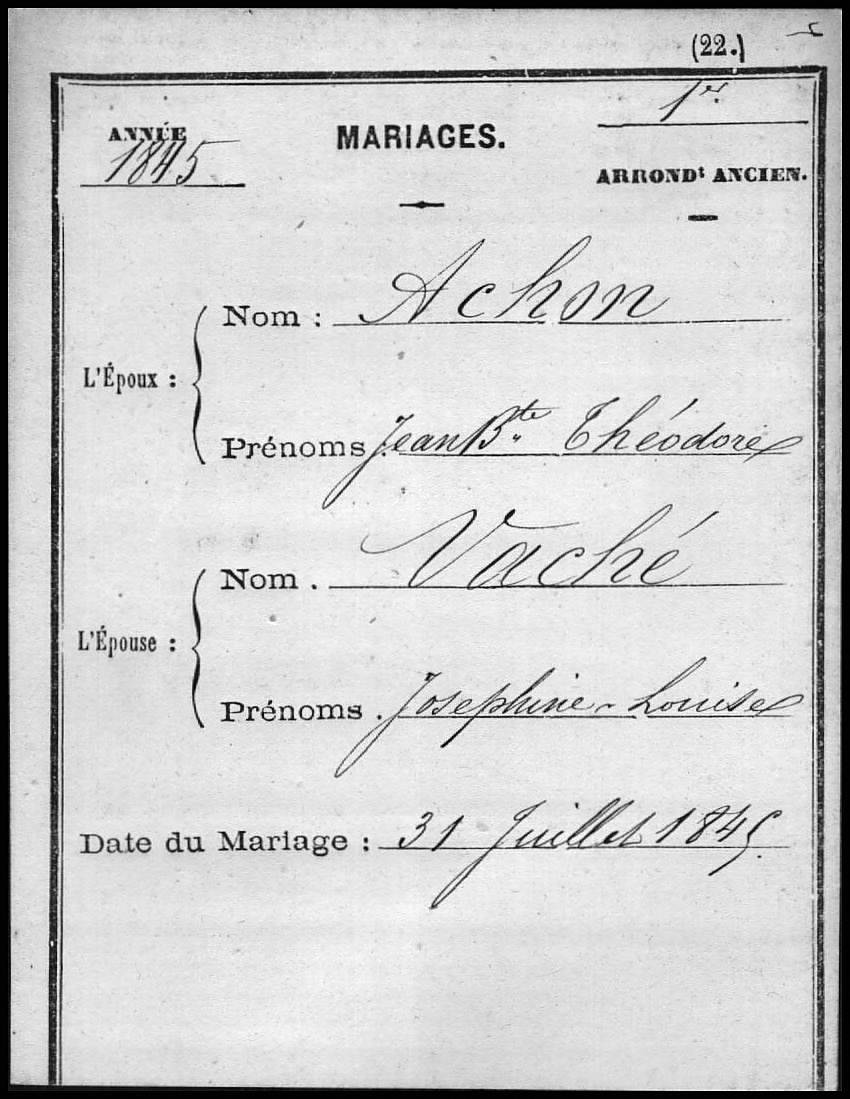 (22.)
ANNÉE
1845
MARIAGES.
1er
ARRONDt ANCIEN.
L'Époux :
Nom : Achon
Prénoms : Jean Bte Théodore
L'Épouse :
Nom . Vaché
Prénoms . Josephine Louise
Date du Mariage : 31 Juillet 1845.